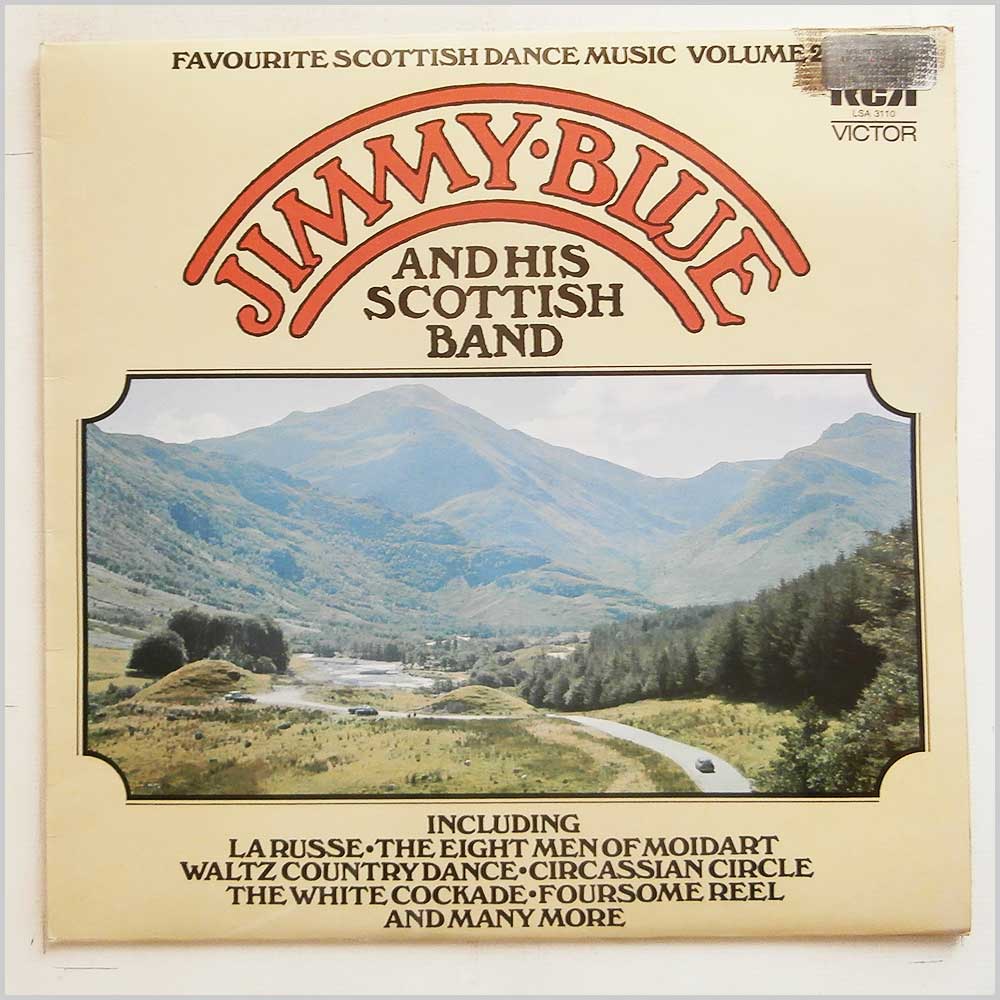 FAVOURITE SCOTTISH DANCE MUSIC VOLUME 2
RCA
LSA 3110
VICTOR
JIMMY·BLUE
AND HIS
SCOTTISH
BAND
INCLUDING
LA RUSSE•THE EIGHT MEN OF MOIDART
WALTZ COUNTRY DANCE•CIRCASSIAN CIRCLE
THE WHITE COCKADE•FOURSOME REEL
AND MANY MORE